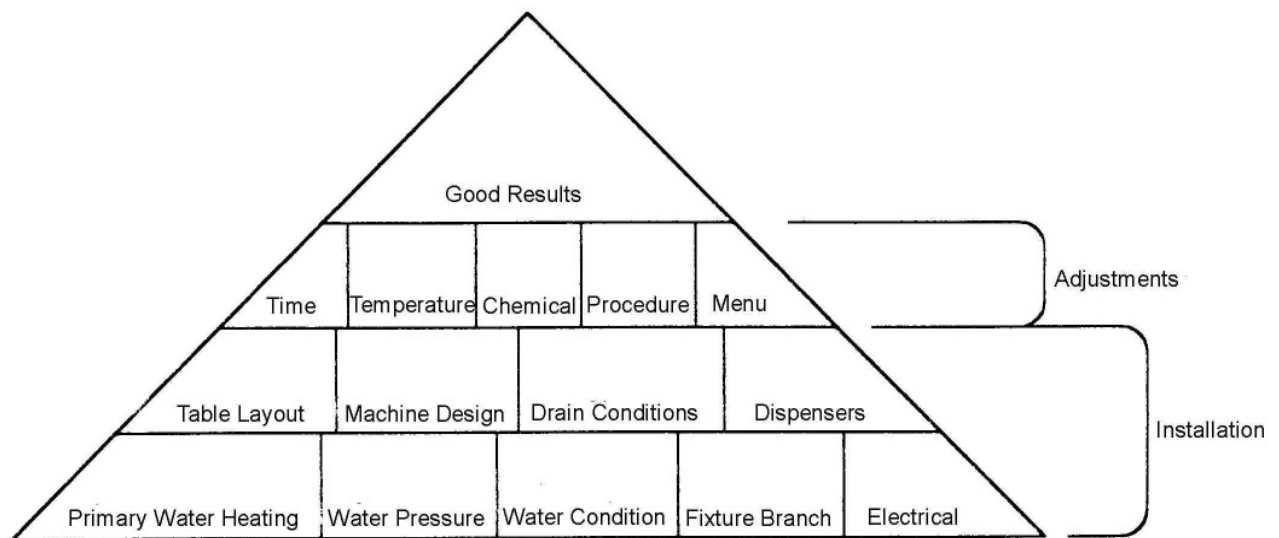 Good Results
Time Temperature Chemical Procedure Menu
Adjustments
Table Layout Machine Design Drain Conditions Dispensers
Installation
Primary Water Heating Water Pressure Water Condition Fixture Branch Electrical